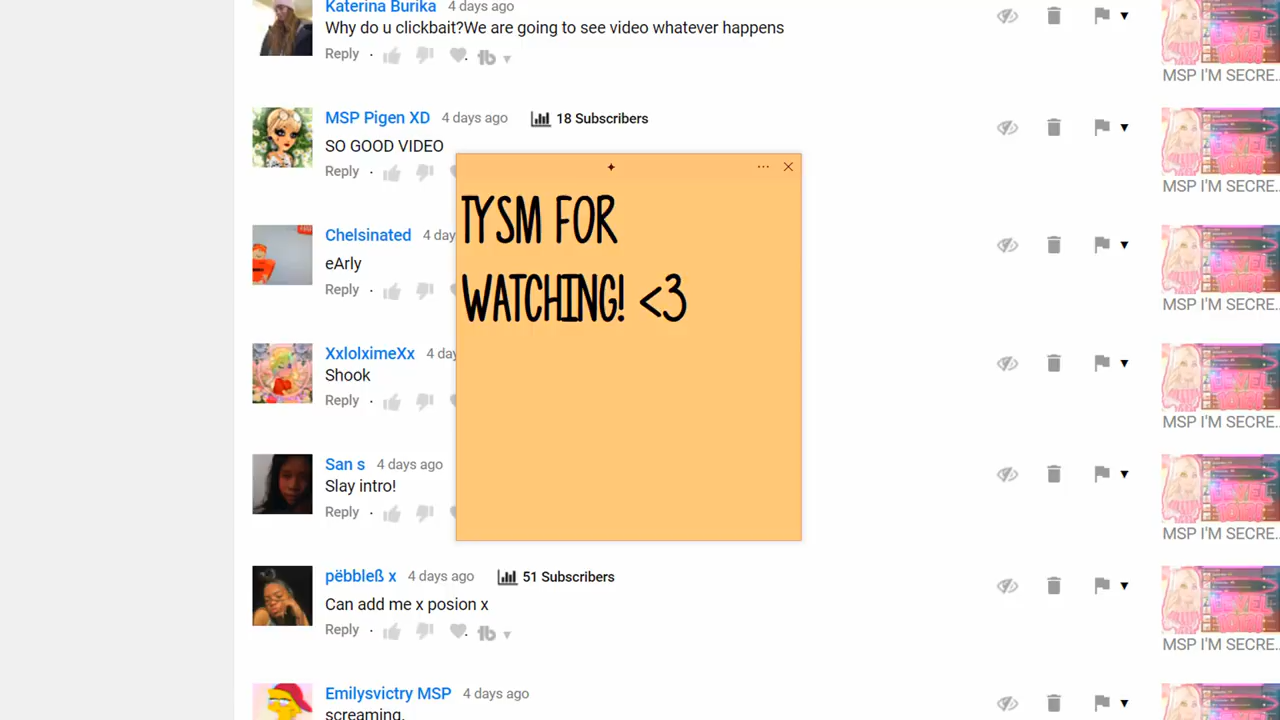 Katerina Burika 4 days ago
Why do u clickbait?We are going to see video whatever happens
Reply
MSP I'M SECRE...
MSP Pigen XD 4 days ago 18 Subscribers
SO GOOD VIDEO
Reply
MSP I'M SECRE...
TYSM FOR
WATCHING! <3
Chelsinated 4 day
eArly
Reply
MSP I'M SECRE...
XxlolximeXx 4 day
Shook
Reply
MSP I'M SECRE...
San s 4 days ago
Slay intro!
Reply
MSP I'M SECRE...
pëbbleß x 4 days ago 51 Subscribers
Can add me x posion x
Reply
MSP I'M SECRE...
Emilysvictry MSP 4 days ago
screaming.